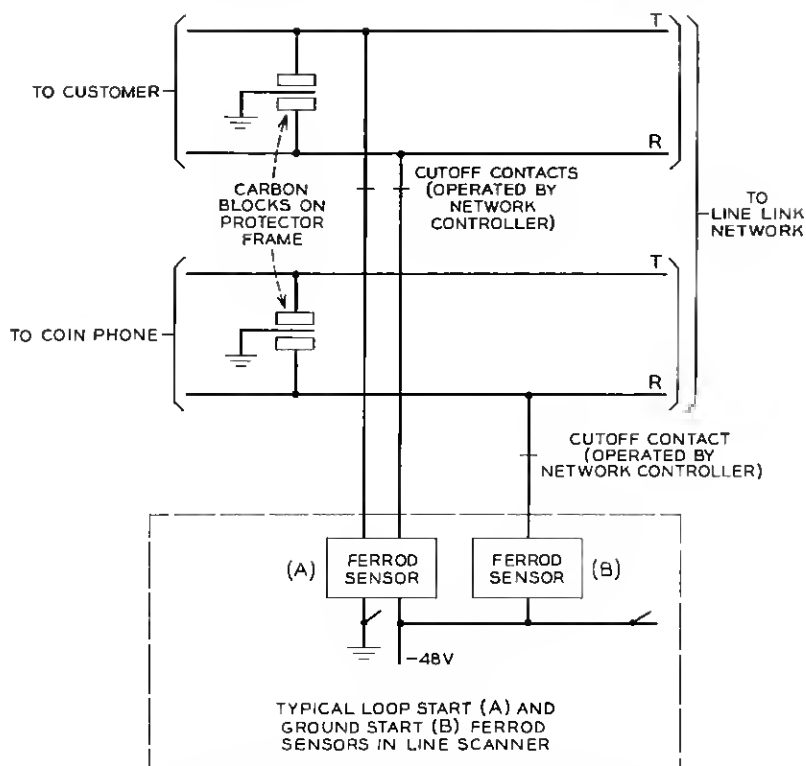 T
TO CUSTOMER
R
CARBON
BLOCKS ON
PROTECTOR
FRAME
CUTOFF CONTACTS
(OPERATED BY
NETWORK
CONTROLLER)
TO
LINE LINK
NETWORK
T
TO COIN PHONE
R
CUTOFF CONTACT
(OPERATED BY
NETWORK CONTROLLER)
(A)
FERROD
SENSOR
FERROD
SENSOR
(B)
-48V
TYPICAL LOOP START (A) AND
GROUND START (B) FERROD
SENSORS IN LINE SCANNER